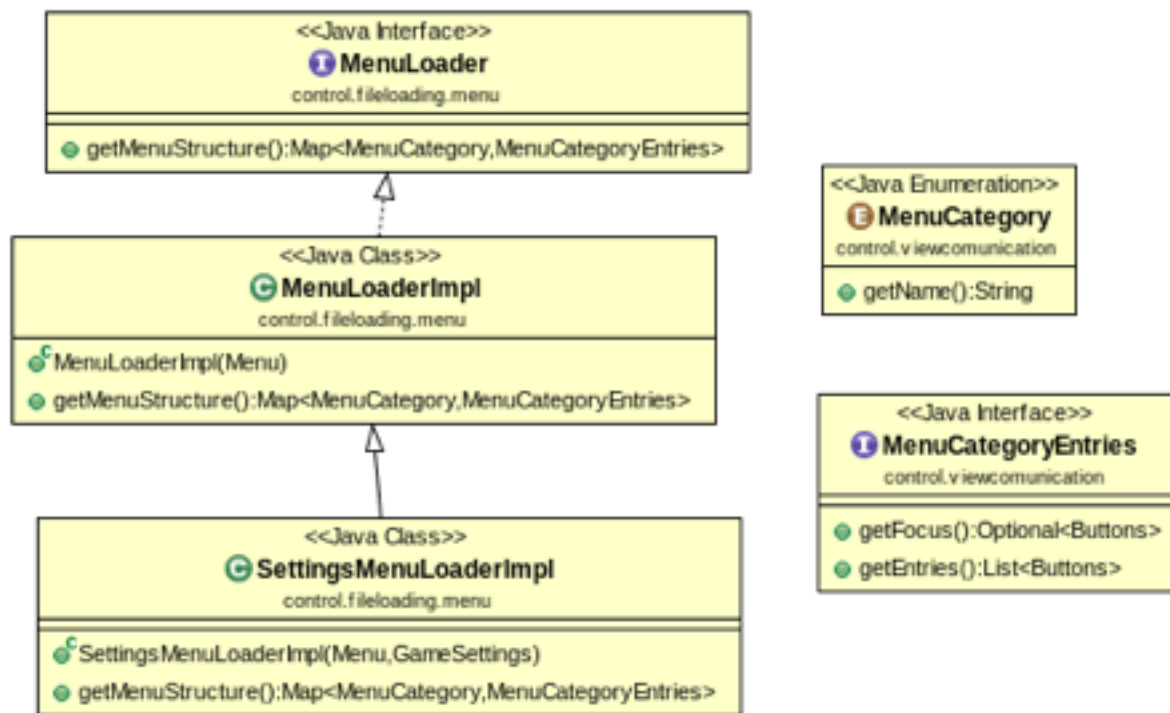 <<Java Interface>>
MenuLoader
control.fileloading.menu
getMenuStructure():Map<MenuCategory,MenuCategoryEntries>
<<Java Class>>
MenuLoaderImpl
control.fileloading.menu
MenuLoaderImpl(Menu)
getMenuStructure():Map<MenuCategory,MenuCategoryEntries>
<<Java Class>>
SettingsMenuLoaderImpl
control.fileloading.menu
SettingsMenuLoaderImpl(Menu,GameSettings)
getMenuStructure():Map<MenuCategory,MenuCategoryEntries>
<<Java Enumeration>>
MenuCategory
control.viewcomunication
getName():String
<<Java Interface>>
MenuCategoryEntries
control.viewcomunication
getFocus():Optional<Buttons>
getEntries():List<Buttons>